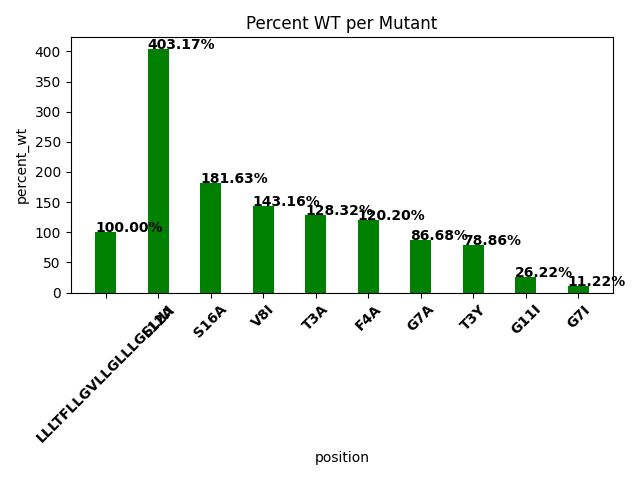 Percent WT per Mutant
percent_wt
400
350
300
250
200
150
100
50
0
100.00%
403.17%
181.63%
143.16%
128.32%
120.20%
86.68%
78.86%
26.22%
11.22%
S16A
V8I
T3A
F4A
G7A
T3Y
G11I
G7I
position